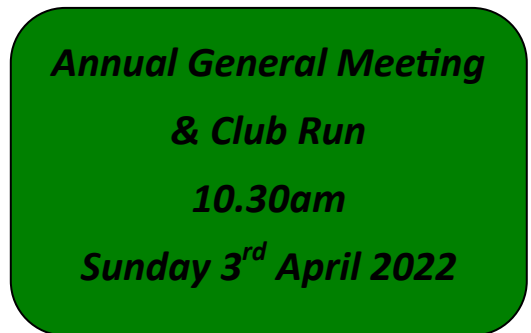 Annual General Meeting
& Club Run
10.30am
Sunday 3rd April 2022